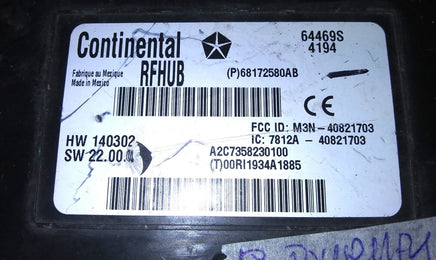 Continental
64469S
4194
Fabrique au Mexique
Made in Mexico
RFHUB
(P)68172580AB
CE
FCC ID: M3N-40821703
IC: 7812A - 40821703
HW 140302
SW 22.00.
A2C7358230100
(T)00RI1934A1885